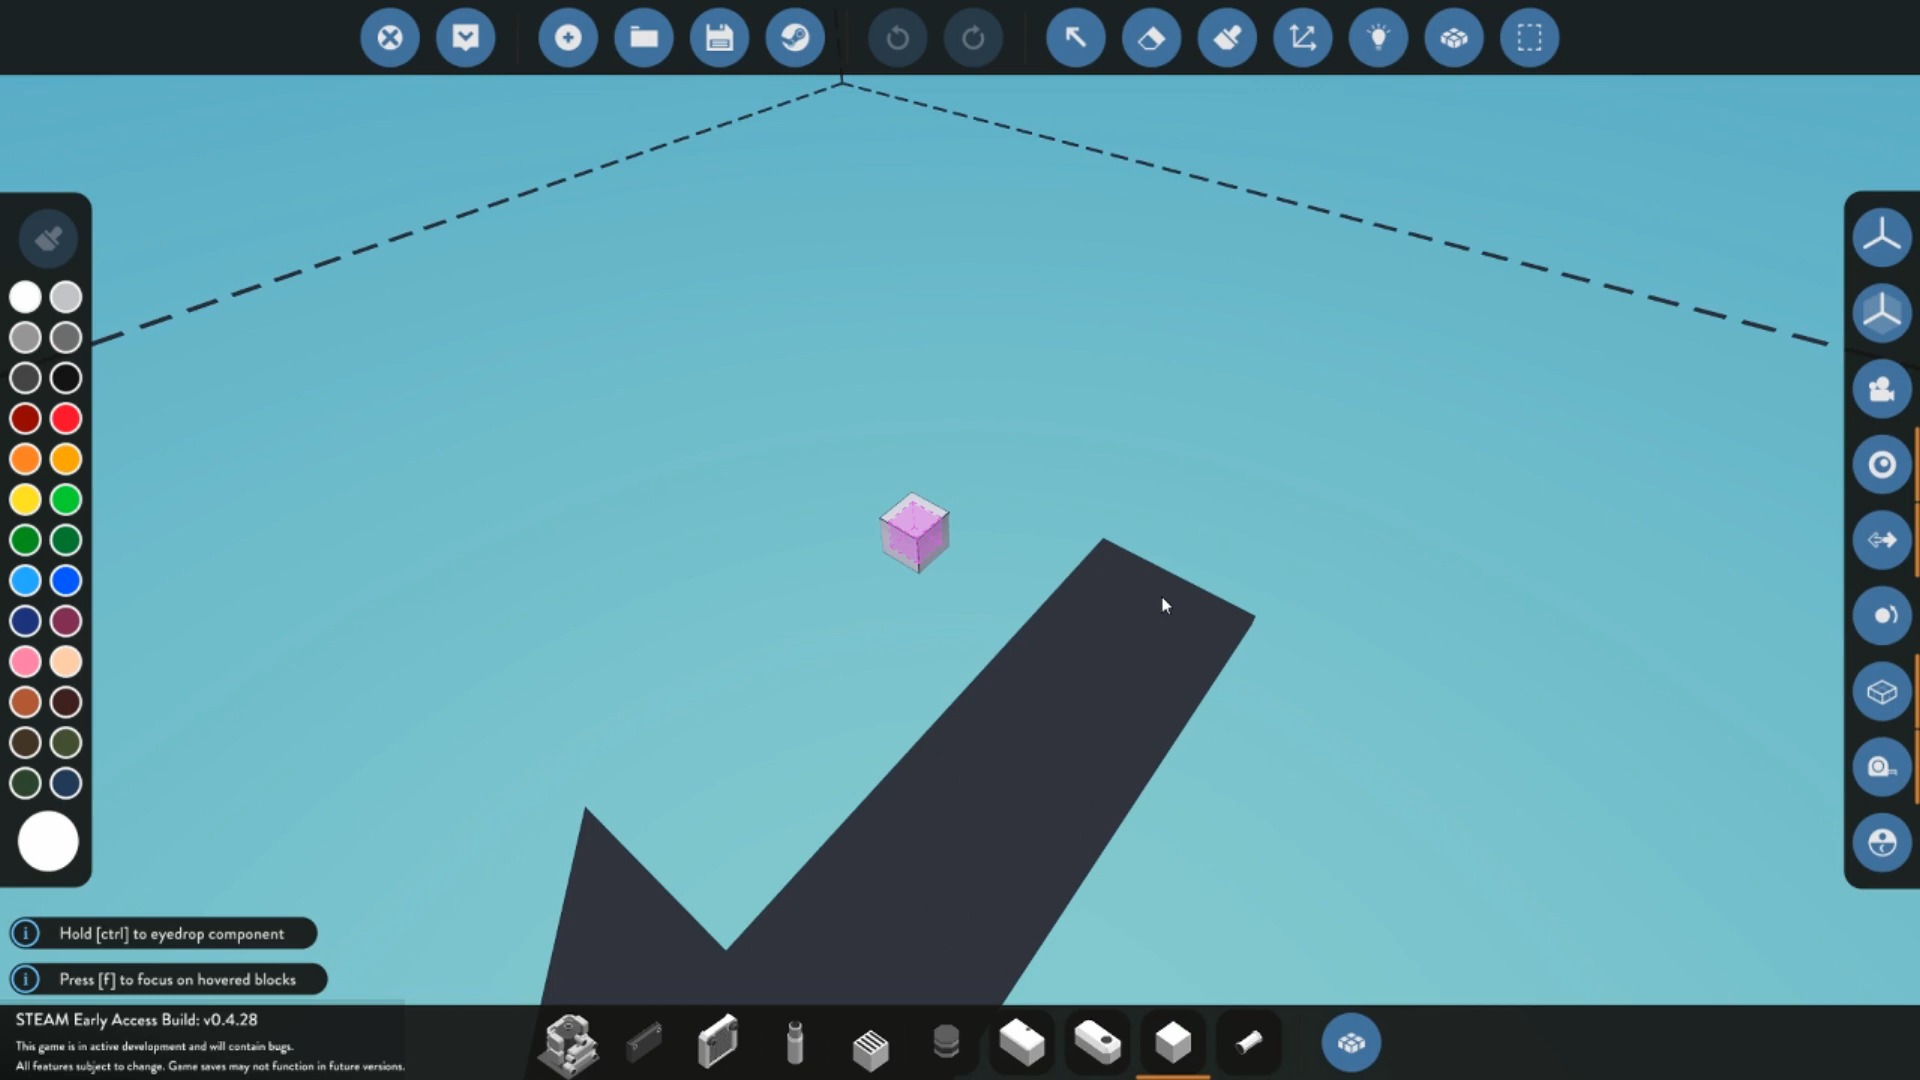 Hold [ctrl] to eyedrop component
Press [f] to focus on hovered blocks
STEAM Early Access Build: v0.4.28
This game is in active development and will contain bugs.
All features subject to change. Game saves may not function in future versions.